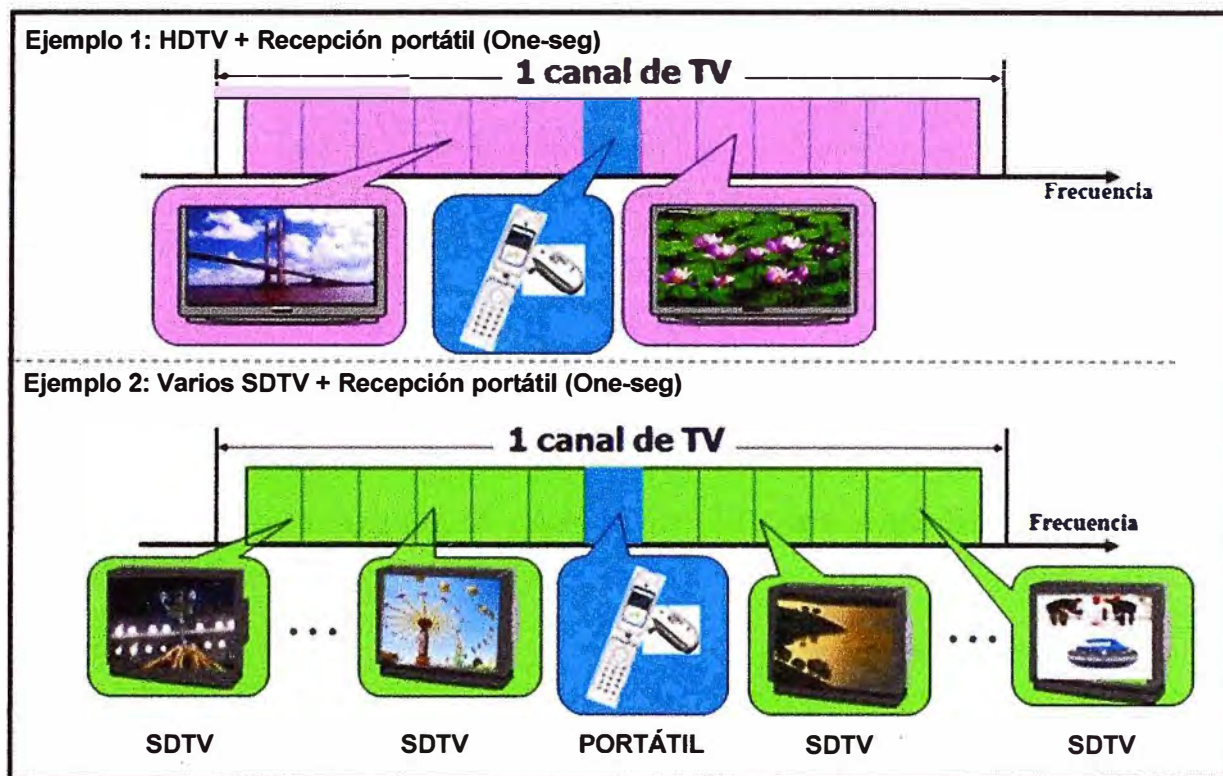 Ejemplo 1: HDTV + Recepción portátil (One-seg)
1 canal de TV
Frecuencia
Ejemplo 2: Varios SDTV + Recepción portátil (One-seg)
1 canal de TV
Frecuencia
SDTV SDTV PORTÁTIL SDTV SDTV